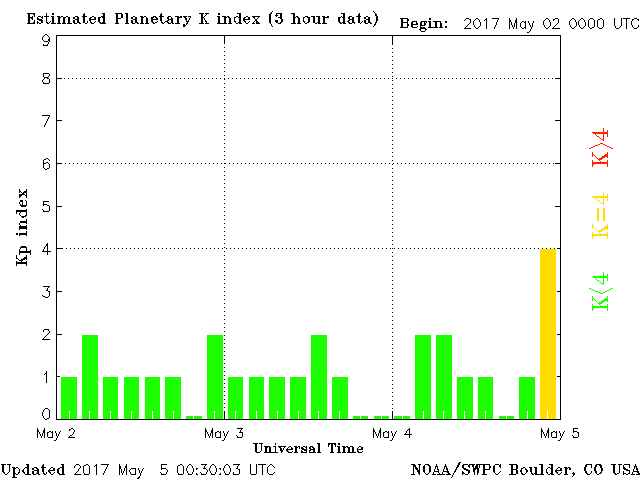 Estimated Planetary K index (3 hour data)
Begin: 2017 May 02 0000 UTC
9
8
7
6
5
4
3
2
1
0
Kp index
K>4
K=4
K<4
May 2
May 3
May 4
May 5
Universal Time
Updated 2017 May 5 00:30:03 UTC
NOAA/SWPC Boulder, CO USA